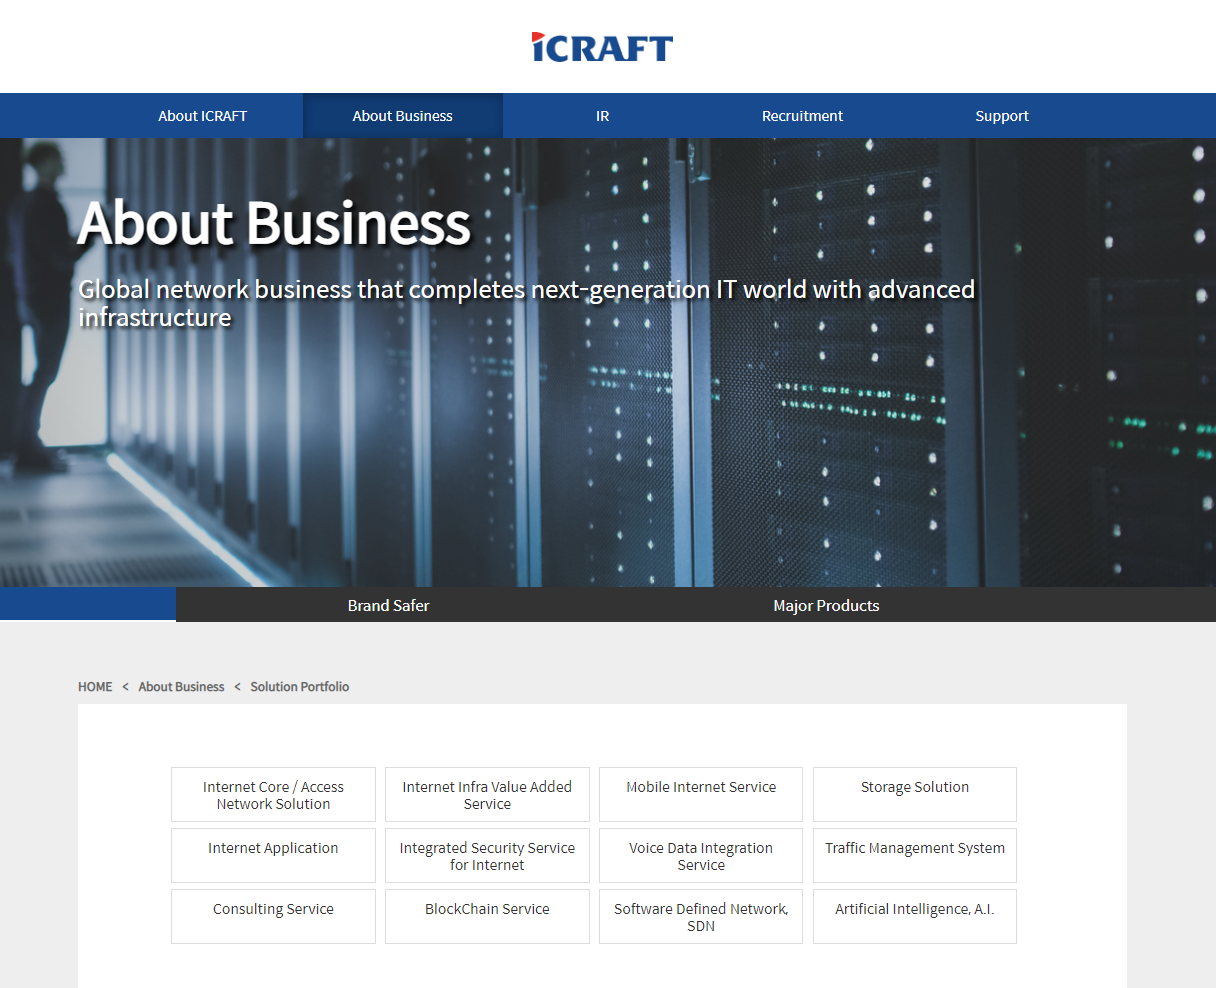 iCRAFT
About ICRAFT
About Business
IR
Recruitment
Support
About Business
Global network business that completes next-generation IT world with advanced
infrastructure
Brand Safer
Major Products
HOME < About Business < Solution Portfolio
Internet Core / Access
Network Solution
Internet Infra Value Added
Service
Mobile Internet Service
Storage Solution
Internet Application
Integrated Security Service
for Internet
Voice Data Integration
Service
Traffic Management System
Consulting Service
BlockChain Service
Software Defined Network,
SDN
Artificial Intelligence, A.I.